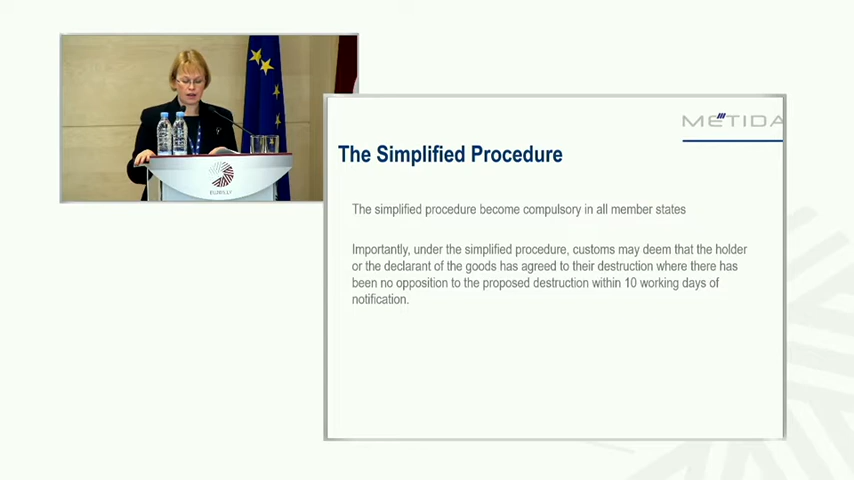 METIDA
The Simplified Procedure
The simplified procedure become compulsory in all member states
Importantly, under the simplified procedure, customs may deem that the holder
or the declarant of the goods has agreed to their destruction where there has
been no opposition to the proposed destruction within 10 working days of
notification.